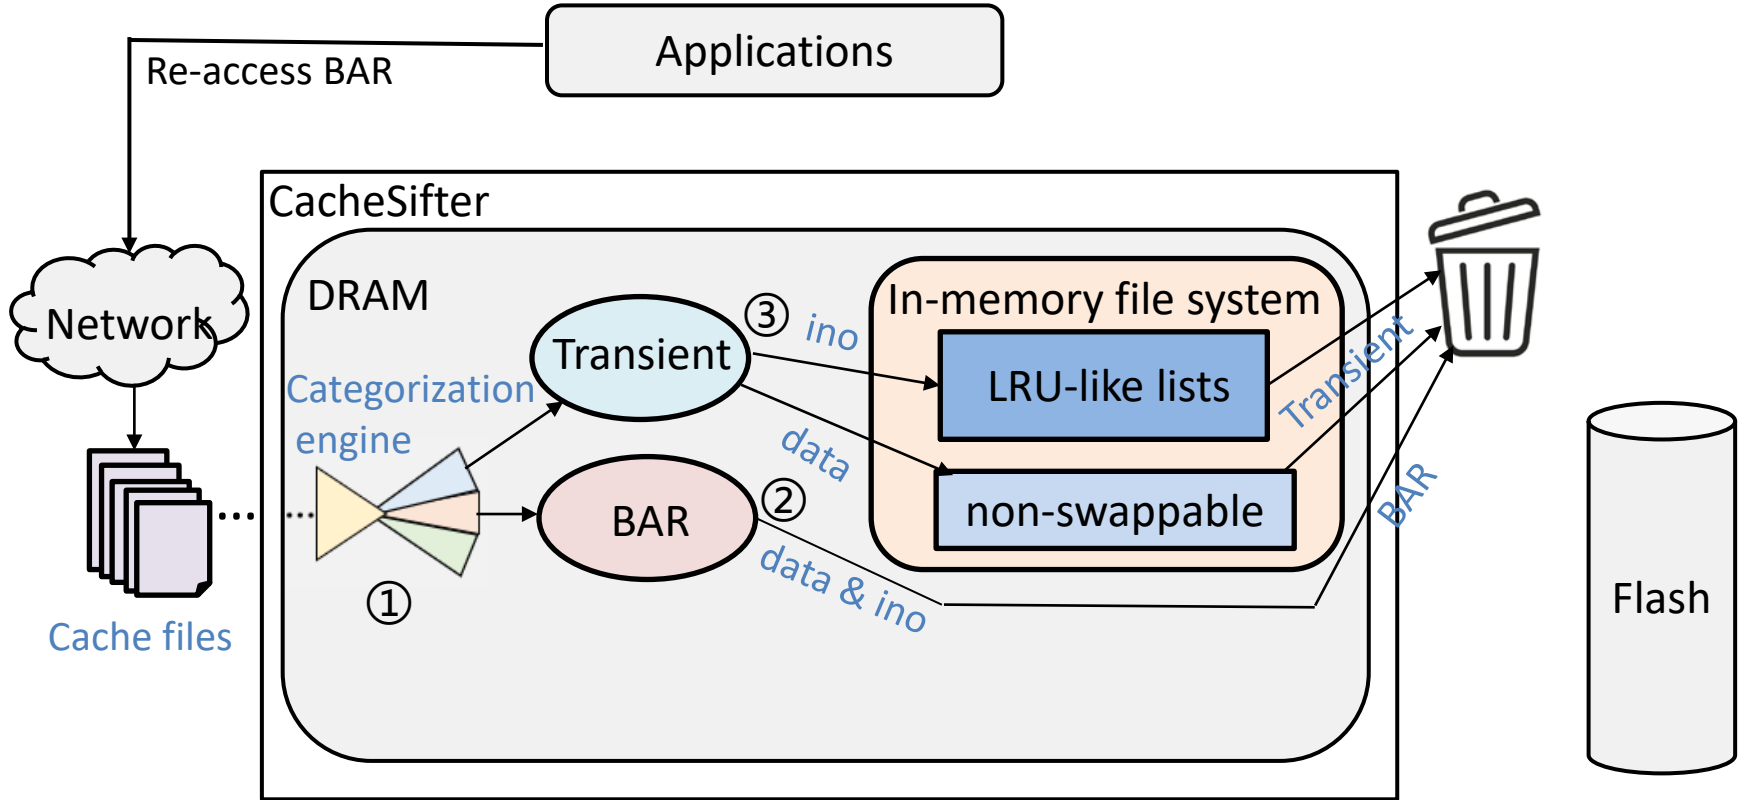 Applications
Re-access BAR
CacheSifter
DRAM
Network
In-memory file system
③
ino
Transient
LRU-like lists
Transient
Categorization
engine
data
BAR
②
non-swappable
BAR
data & ino
①
Cache files
Flash